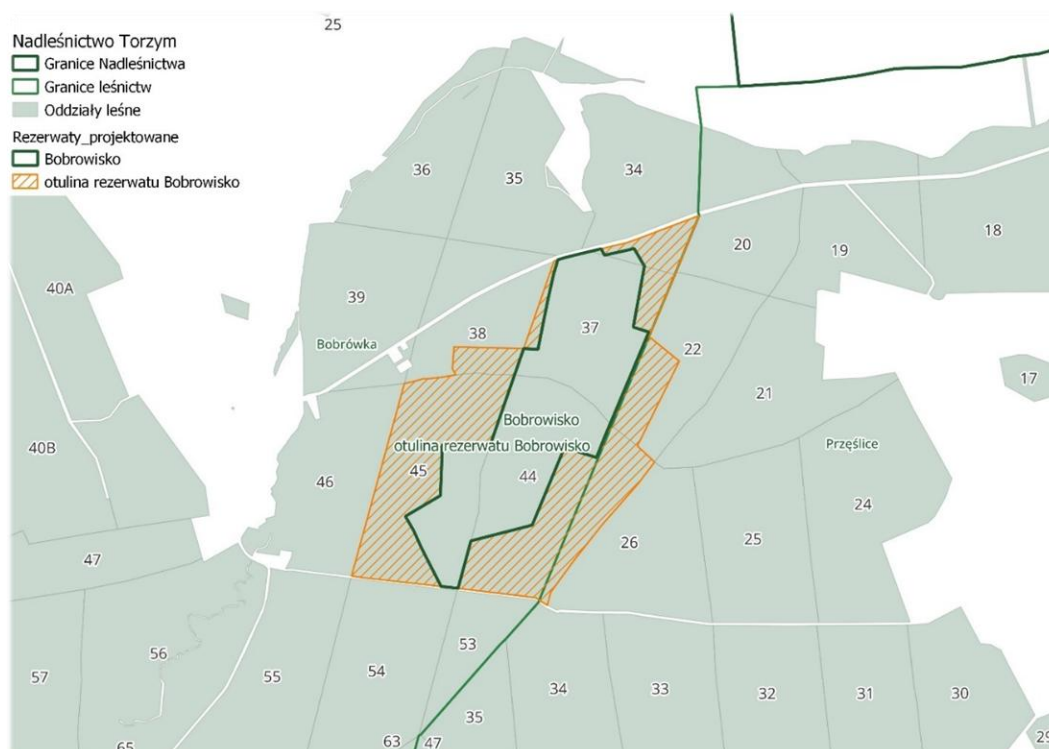 25
Nadleśnictwo Torzym
Granice Nadleśnictwa
Granice leśnictw
Oddziały leśne
Rezerwaty_projektowane
Bobrowisko
otulina rezerwatu Bobrowisko
36
35
34
20
19
18
40A
39
38
37
22
Bobrówka
21
17
Bobrowisko
otulina rezerwatu Bobrowisko
Przęślice
40B
46
45
44
24
26
25
47
56
53
57
55
54
34
33
32
31
30
35
65
63
47
29